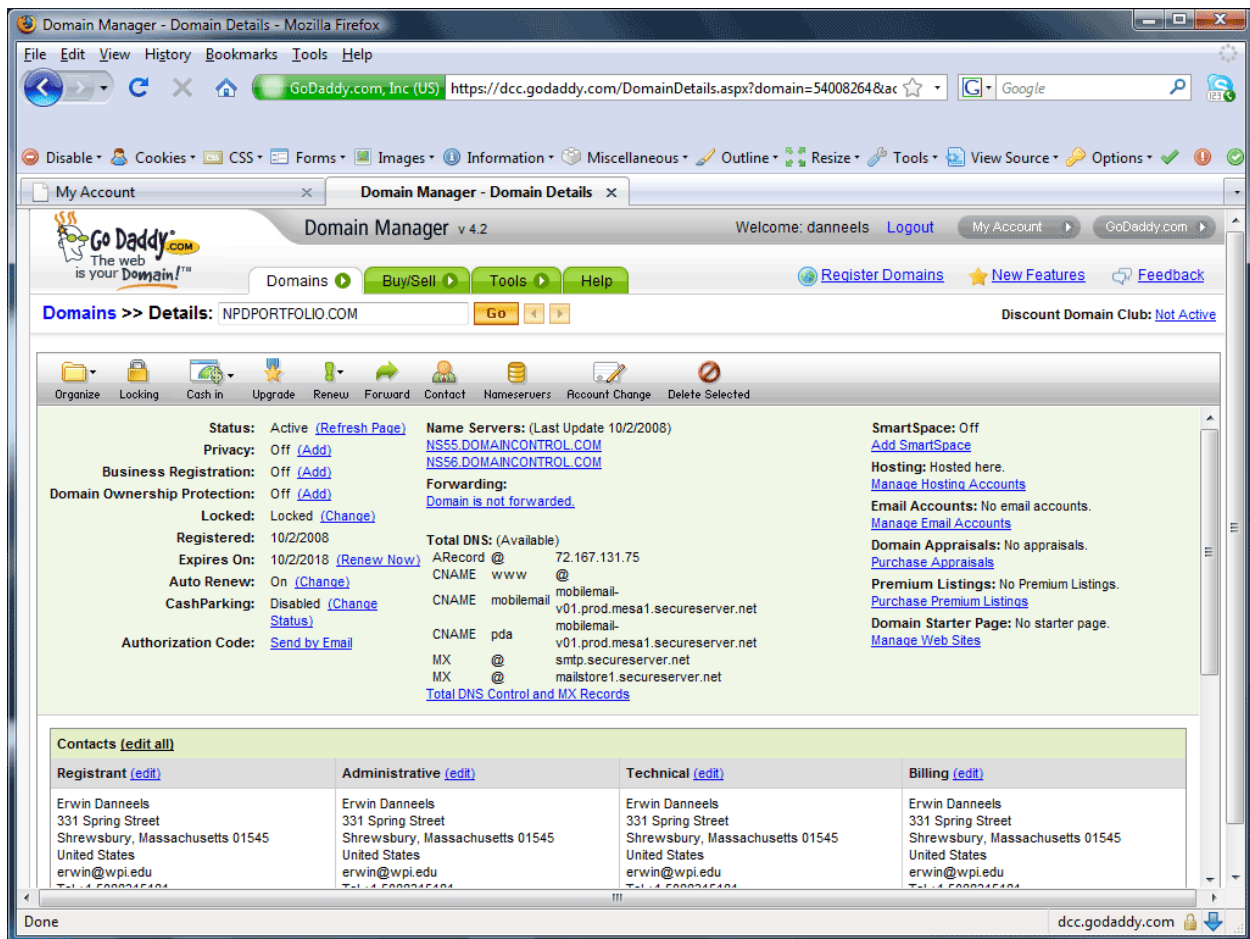 Domain Manager - Domain Details - Mozilla Firefox
File Edit View History Bookmarks Tools Help
GoDaddy.com, Inc (US) https://dcc.godaddy.com/DomainDetails.aspx?domain=54008264&ac G Google
Disable Cookies CSS Forms Images Information Miscellaneous Outline Resize Tools View Source Options
My Account Domain Manager - Domain Details
Go Daddy.COM Domain Manager v 4.2 Welcome: danneels Logout My Account GoDaddy.com
The web
is your Domain!™
Domains Buy/Sell Tools Help Register Domains New Features Feedback
Domains >> Details: NPDPORTFOLIO.COM Go Discount Domain Club: Not Active
Organize Locking Cash in Upgrade Renew Forward Contact Nameservers Account Change Delete Selected
Status: Active (Refresh Page)
Privacy: Off (Add)
Business Registration: Off (Add)
Domain Ownership Protection: Off (Add)
Locked: Locked (Change)
Registered: 10/2/2008
Expires On: 10/2/2018 (Renew Now)
Auto Renew: On (Change)
CashParking: Disabled (Change
Status)
Authorization Code: Send by Email
Name Servers: (Last Update 10/2/2008)
NS55.DOMAINCONTROL.COM
NS56.DOMAINCONTROL.COM
Forwarding:
Domain is not forwarded.
Total DNS: (Available)
ARecord @ 72.167.131.75
CNAME www @
CNAME mobilemail mobilemail-
v01.prod.mesa1.secureserver.net
CNAME pda mobilemail-
v01.prod.mesa1.secureserver.net
MX @ smtp.secureserver.net
MX @ mailstore1.secureserver.net
Total DNS Control and MX Records
SmartSpace: Off
Add SmartSpace
Hosting: Hosted here.
Manage Hosting Accounts
Email Accounts: No email accounts.
Manage Email Accounts
Domain Appraisals: No appraisals.
Purchase Appraisals
Premium Listings: No Premium Listings.
Purchase Premium Listings
Domain Starter Page: No starter page.
Manage Web Sites
Contacts (edit all)
Registrant (edit) Administrative (edit) Technical (edit) Billing (edit)
Erwin Danneels Erwin Danneels Erwin Danneels Erwin Danneels
331 Spring Street 331 Spring Street 331 Spring Street 331 Spring Street
Shrewsbury, Massachusetts 01545 Shrewsbury, Massachusetts 01545 Shrewsbury, Massachusetts 01545 Shrewsbury, Massachusetts 01545
United States United States United States United States
erwin@wpi.edu erwin@wpi.edu erwin@wpi.edu erwin@wpi.edu
Done dcc.godaddy.com